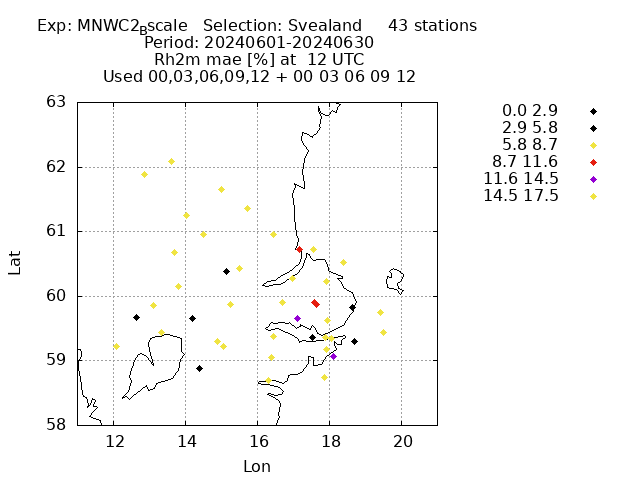 Exp: MNWC2Bscale Selection: Svealand 43 stations
Period: 20240601-20240630
Rh2m mae [%] at 12 UTC
Used 00,03,06,09,12 + 00 03 06 09 12
0.0 2.9
2.9 5.8
5.8 8.7
8.7 11.6
11.6 14.5
14.5 17.5
63
62
61
60
59
58
Lat
12 14 16 18 20
Lon